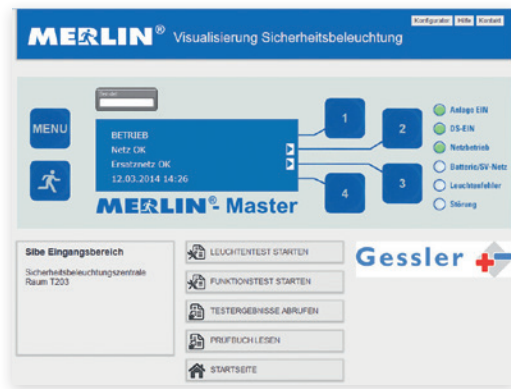 Konfigurator Hilfe Kontakt
MERLIN® Visualisierung Sicherheitsbeleuchtung
MENU
BETRIEB
Netz OK
Ersatznetz OK
12.03.2014 14:26
MERLIN®- Master
1
2
3
4
Anlage EIN
DS-EIN
Netzbetrieb
Batterie/SV-Netz
Leuchtenfehler
Störung
Sibe Eingangsbereich
Sicherheitsbeleuchtungszentrale
Raum T203
LEUCHTENTEST STARTEN
FUNKTIONSTEST STARTEN
TESTERGEBNISSE ABRUFEN
PRÜFBUCH LESEN
STARTSEITE
Gessler